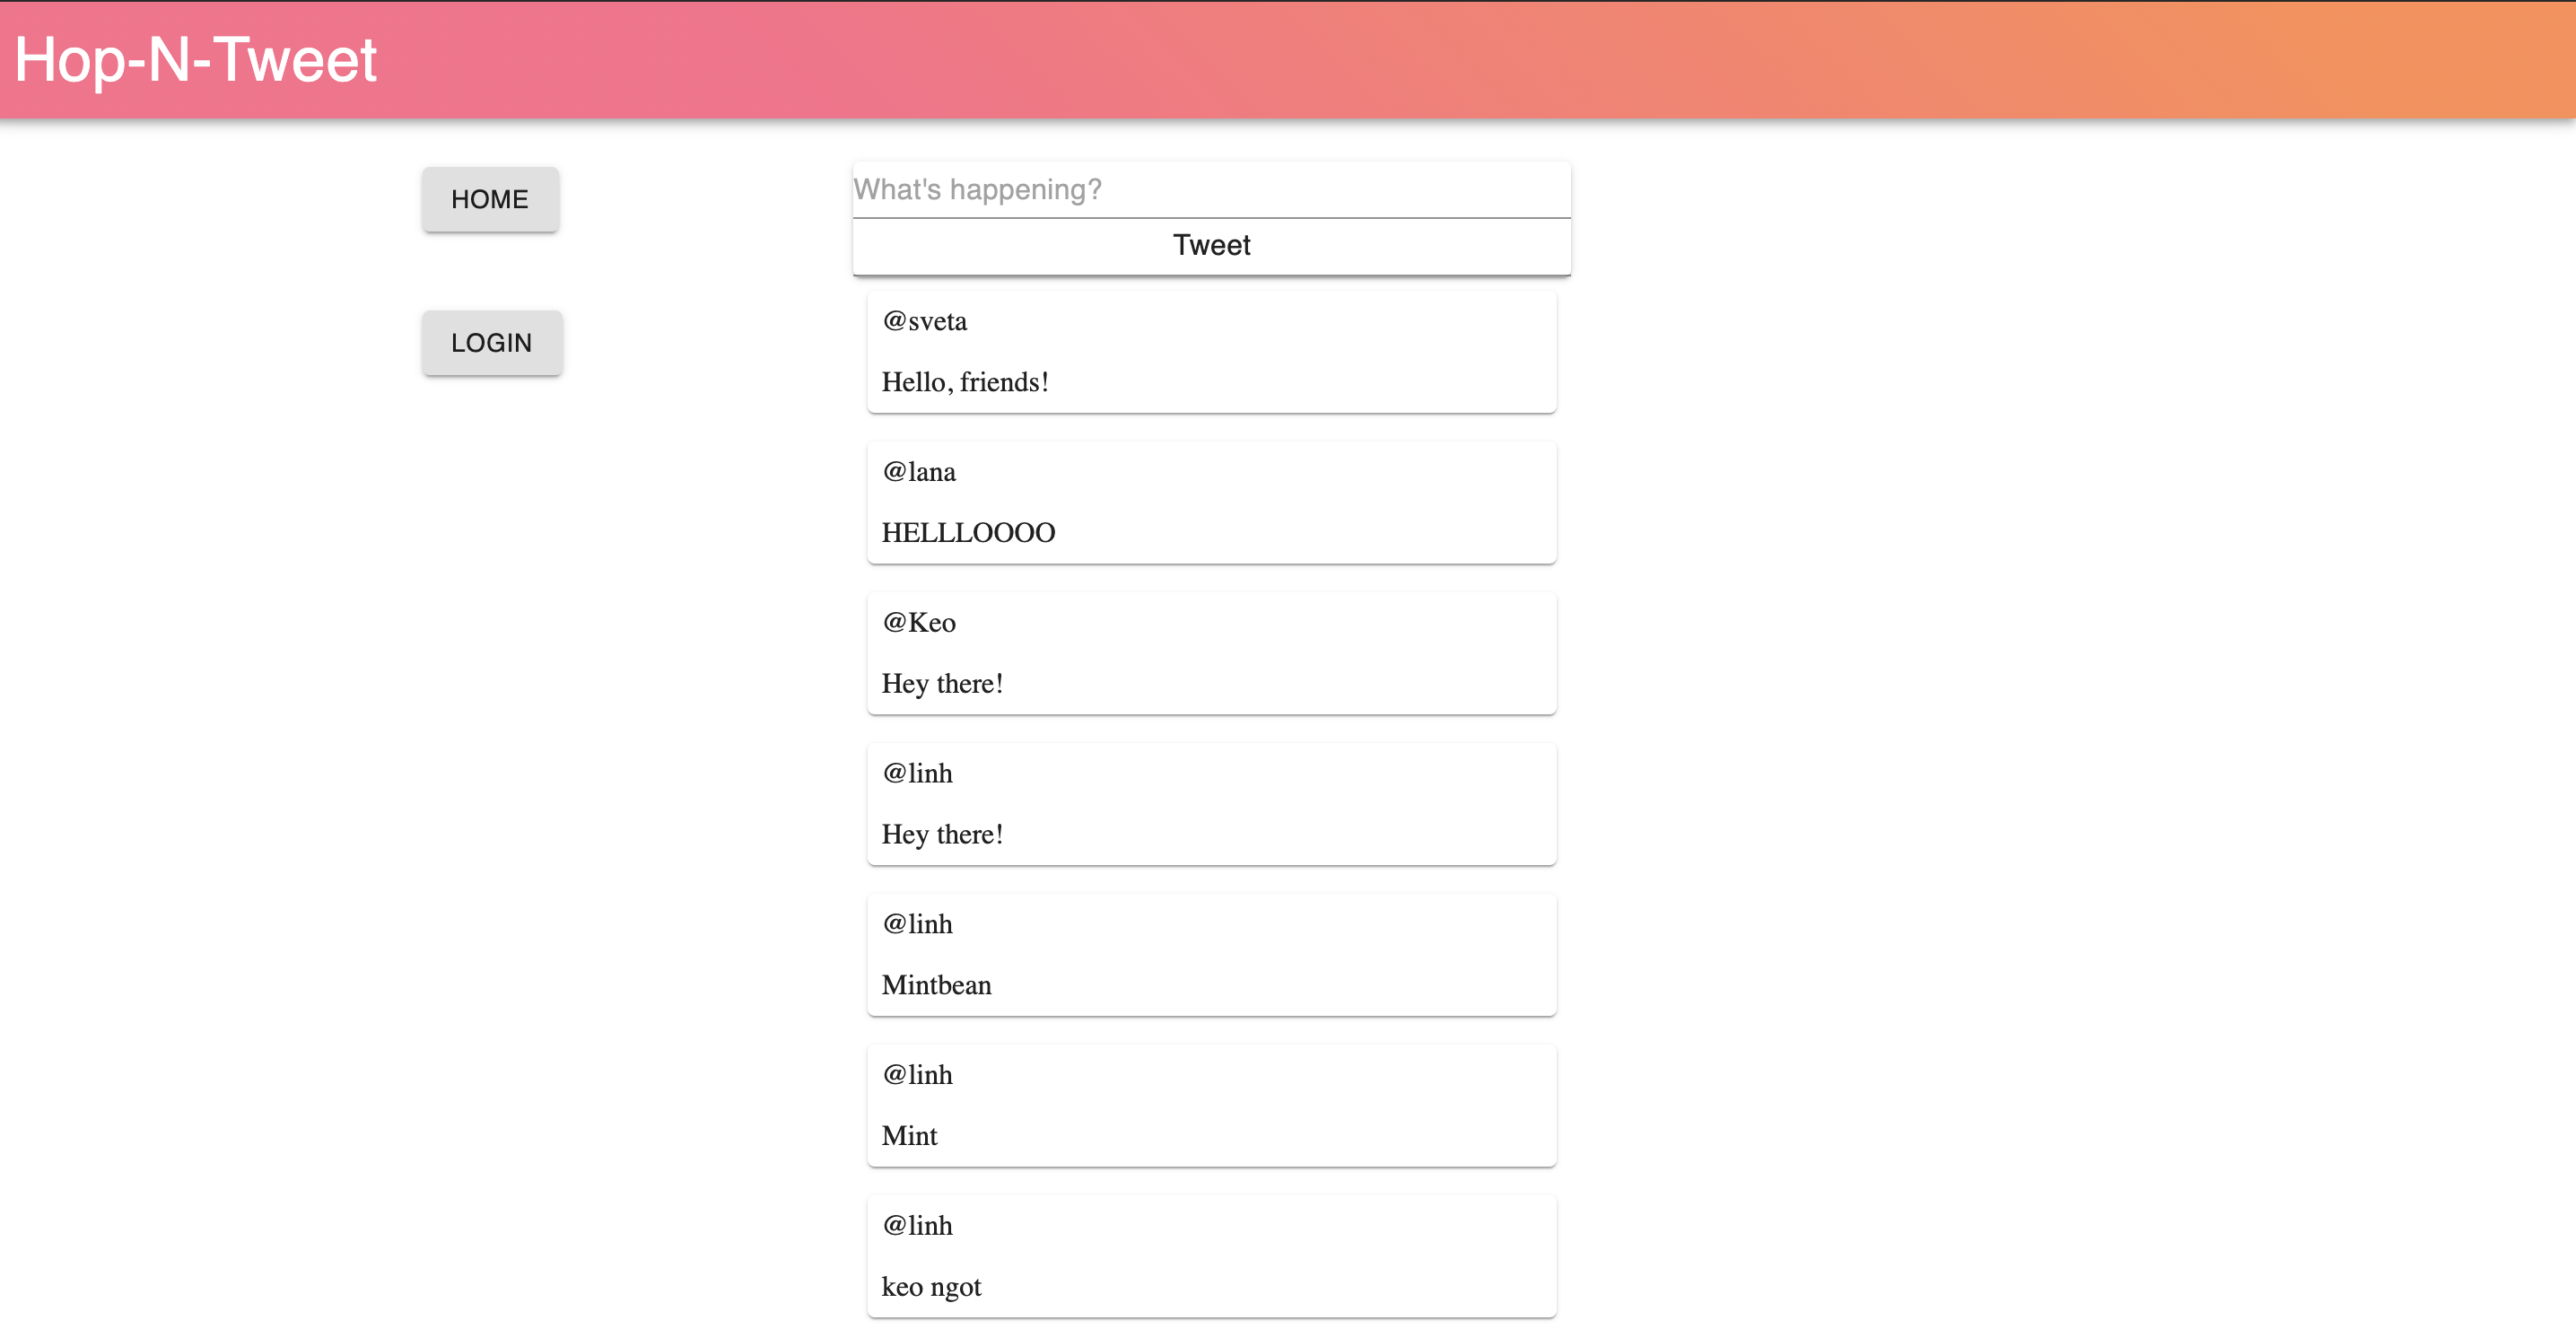 Hop-N-Tweet
HOME
LOGIN
What's happening?
Tweet
@sveta
Hello, friends!
@lana
HELLLOOOO
@Keo
Hey there!
@linh
Hey there!
@linh
Mintbean
@linh
Mint
@linh
keo ngot